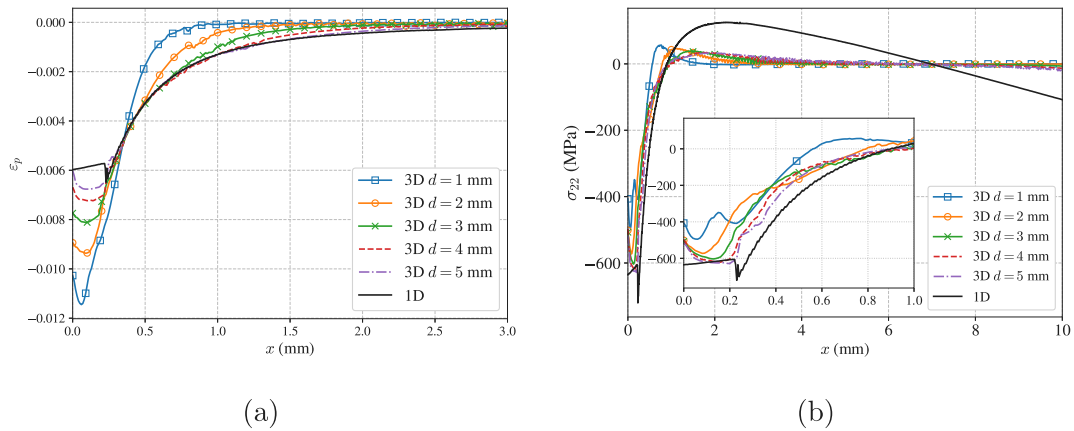 0.000
−0.002
−0.004
−0.006
−0.008
−0.010
−0.012
εp
0.0 0.5 1.0 1.5 2.0 2.5 3.0
x (mm)
3D d = 1 mm
3D d = 2 mm
3D d = 3 mm
3D d = 4 mm
3D d = 5 mm
1D
(a)
0
−200
−400
−600
σ22 (MPa)
0 2 4 6 8 10
x (mm)
0
−200
−400
−600
0.0 0.2 0.4 0.6 0.8 1.0
3D d = 1 mm
3D d = 2 mm
3D d = 3 mm
3D d = 4 mm
3D d = 5 mm
1D
(b)